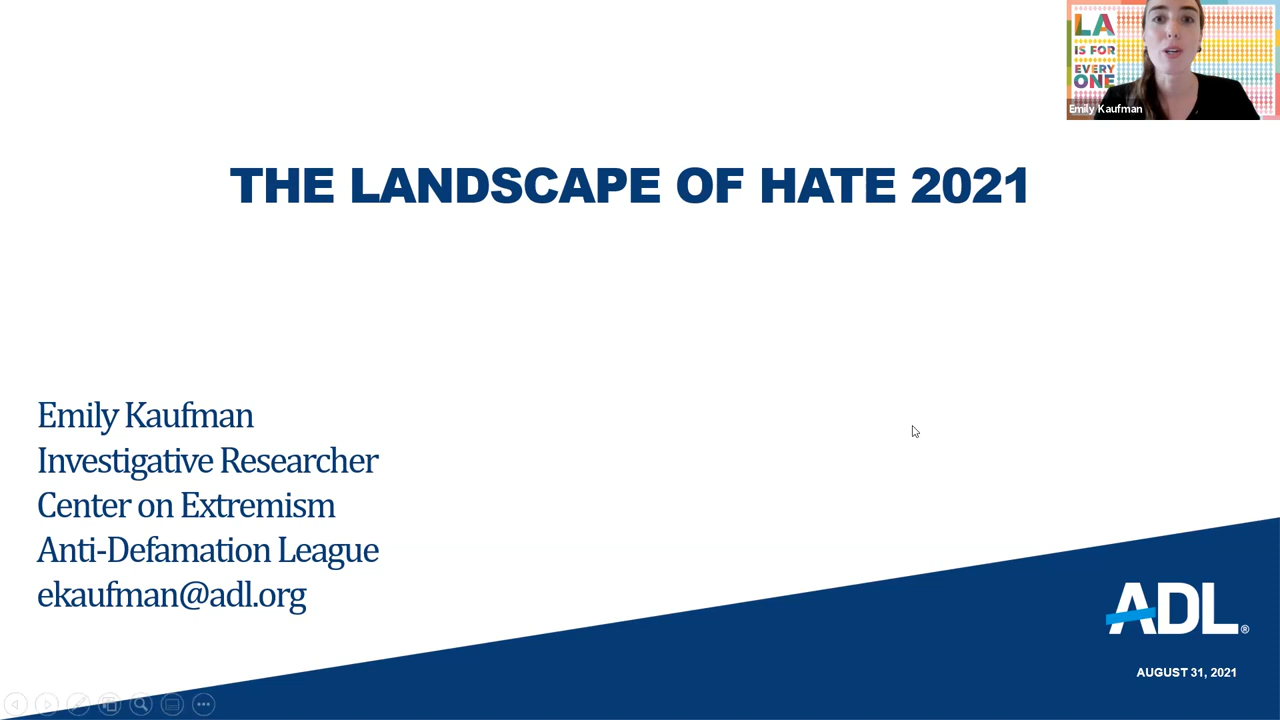 LA
IS FOR
EVERY
ONE
Emily Kaufman
THE LANDSCAPE OF HATE 2021
Emily Kaufman
Investigative Researcher
Center on Extremism
Anti-Defamation League
ekaufman@adl.org
ADL®
AUGUST 31, 2021